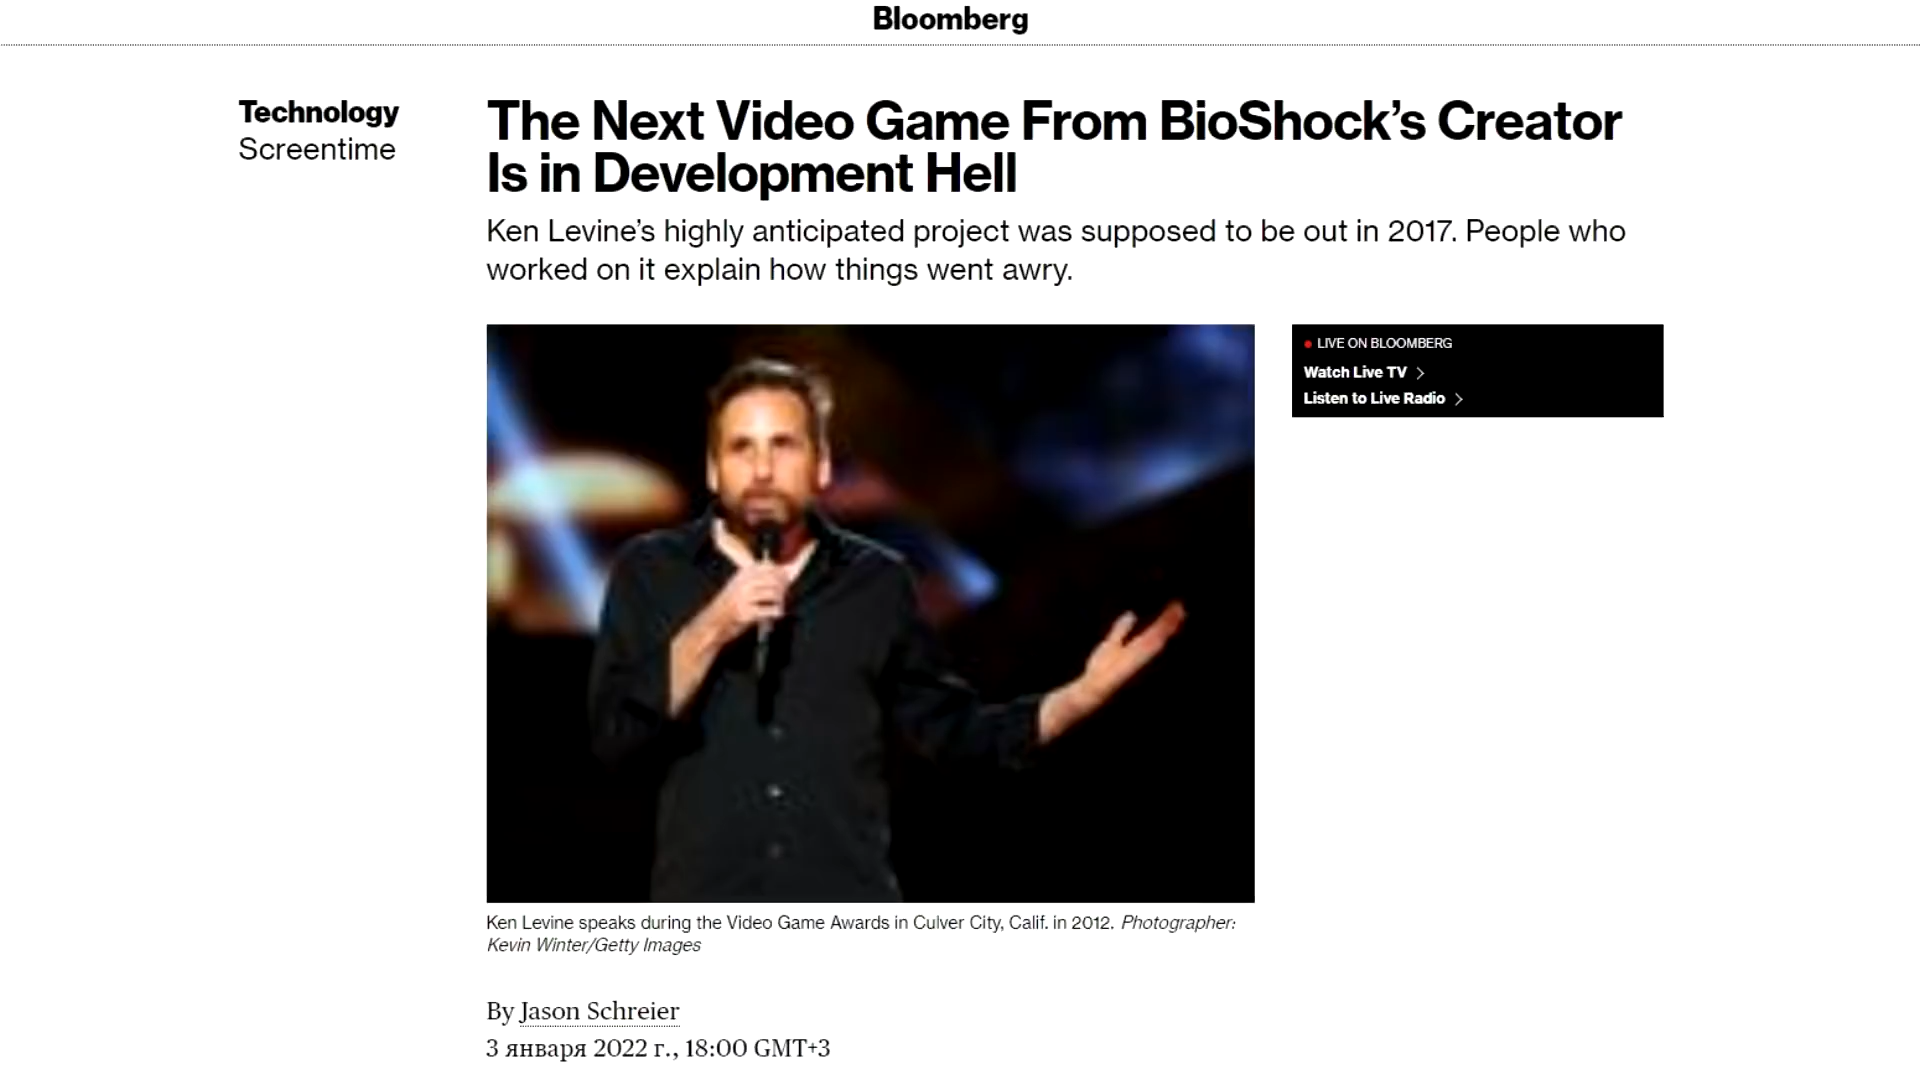 Bloomberg
Technology
Screentime
The Next Video Game From BioShock’s Creator
Is in Development Hell
Ken Levine’s highly anticipated project was supposed to be out in 2017. People who
worked on it explain how things went awry.
LIVE ON BLOOMBERG
Watch Live TV
Listen to Live Radio
Ken Levine speaks during the Video Game Awards in Culver City, Calif. in 2012. Photographer:
Kevin Winter/Getty Images
By Jason Schreier
3 января 2022 г., 18:00 GMT+3